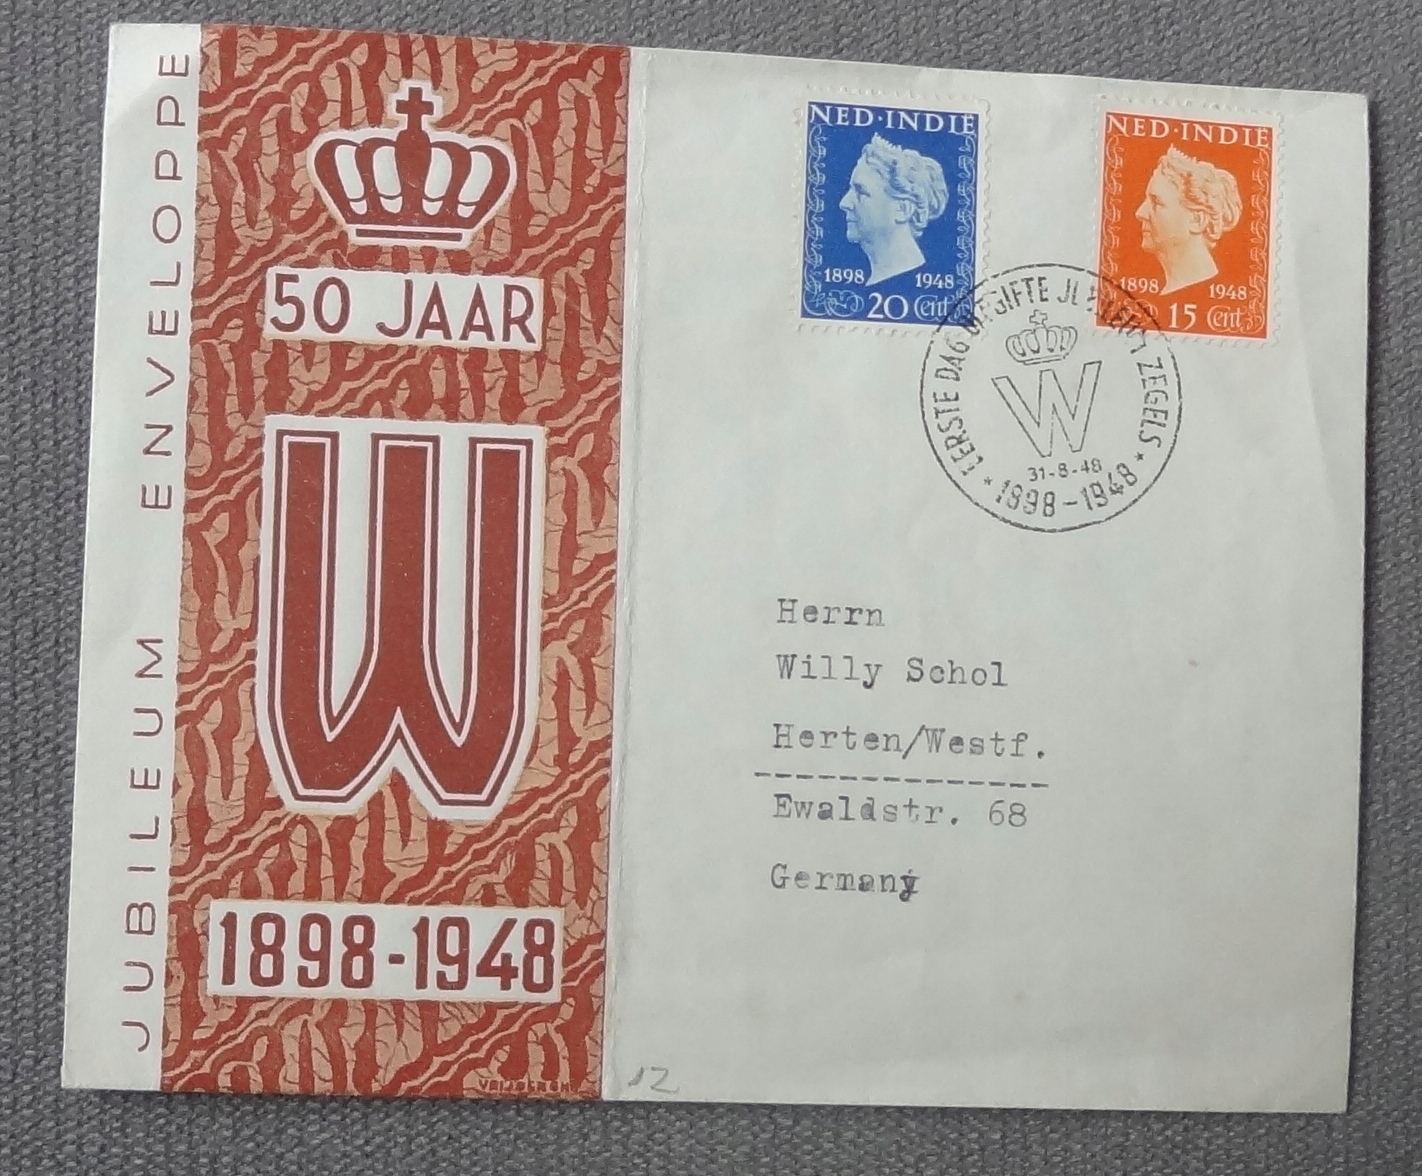 JUBILEUM ENVELOPPE
50 JAAR
W
1898-1948
NED·INDIE
1898 1948
20 Cent
NED·INDIE
1898 1948
15 Cent
EERSTE DAG UITGIFTE ZEGELS
W
31-8-48
* 1898-1948 *
Herrn
Willy Schol
Herten/Westf.
Ewaldstr. 68
Germany
12